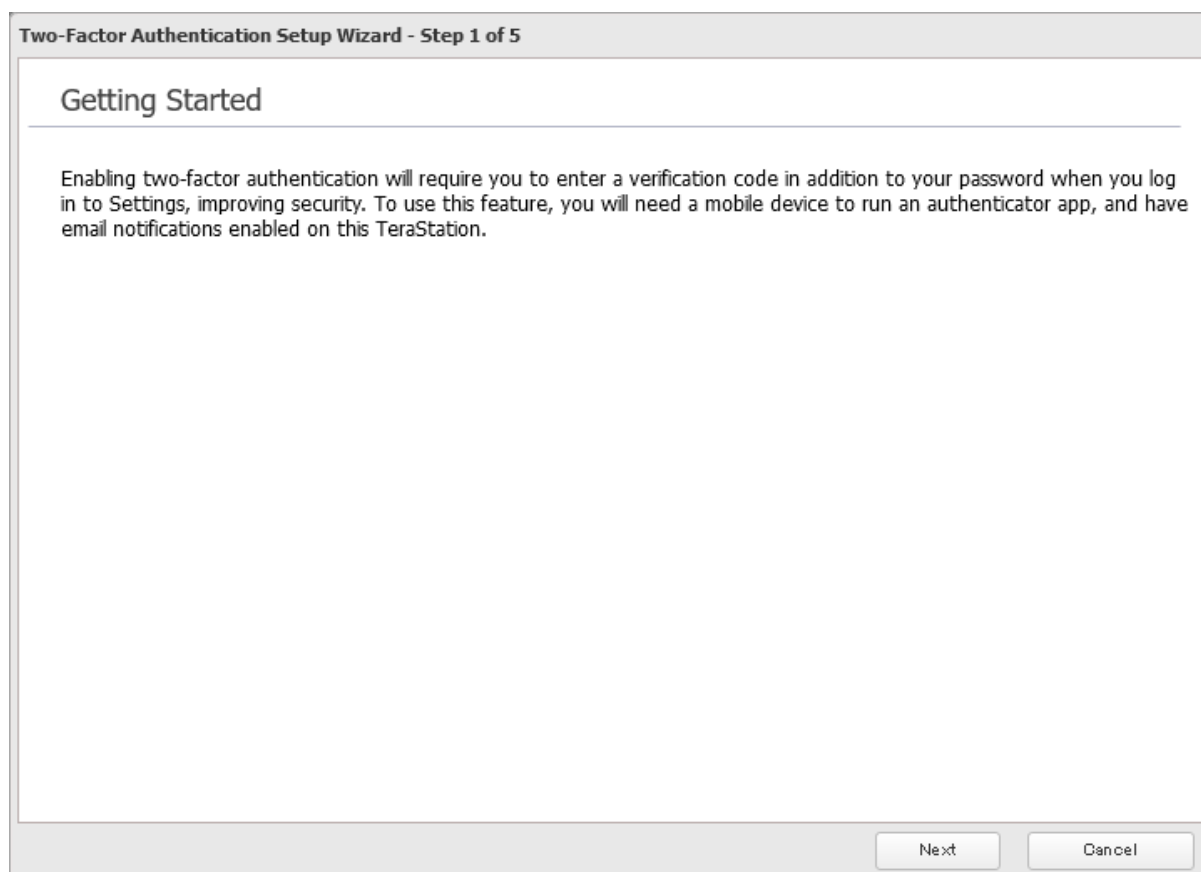 Two-Factor Authentication Setup Wizard - Step 1 of 5
Getting Started
Enabling two-factor authentication will require you to enter a verification code in addition to your password when you log
in to Settings, improving security. To use this feature, you will need a mobile device to run an authenticator app, and have
email notifications enabled on this TeraStation.
Next
Cancel